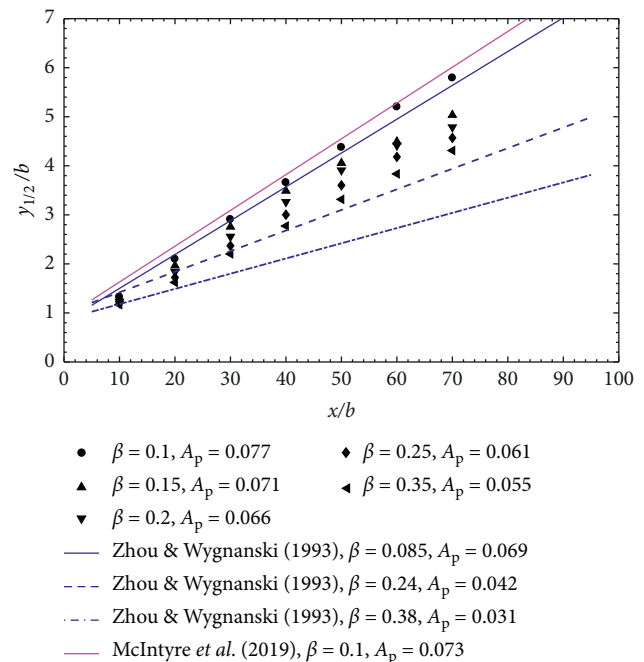 7
6
5
4
3
2
1
0
y1/2/b
0 10 20 30 40 50 60 70 80 90 100
x/b
β = 0.1, Ap = 0.077
β = 0.25, Ap = 0.061
β = 0.15, Ap = 0.071
β = 0.35, Ap = 0.055
β = 0.2, Ap = 0.066
Zhou & Wygnanski (1993), β = 0.085, Ap = 0.069
Zhou & Wygnanski (1993), β = 0.24, Ap = 0.042
Zhou & Wygnanski (1993), β = 0.38, Ap = 0.031
McIntyre et al. (2019), β = 0.1, Ap = 0.073